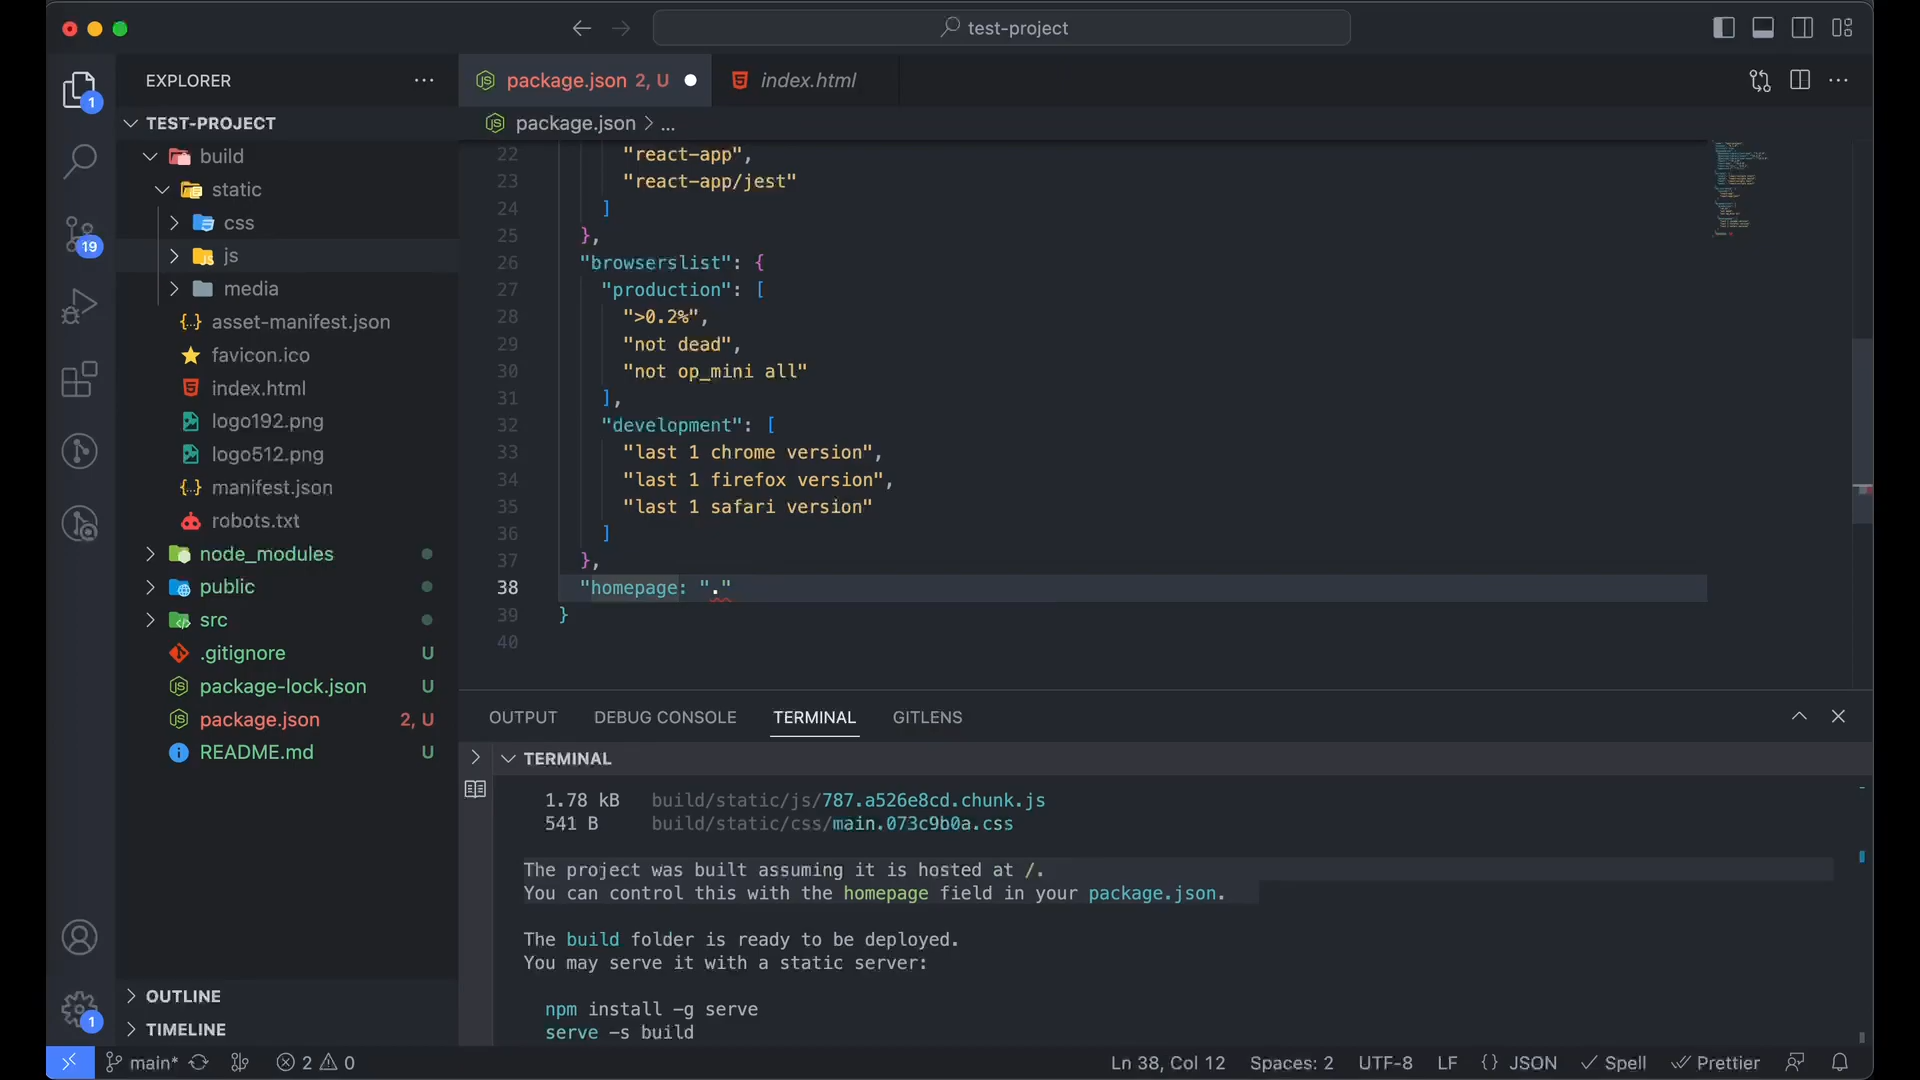 test-project
EXPLORER
package.json 2, U
index.html
1
TEST-PROJECT
package.json > ...
build
22 "react-app",
static
23 "react-app/jest"
css
24 ]
19
25 },
js
26 "browserslist": {
media
27 "production": [
asset-manifest.json
28 ">0.2%",
favicon.ico
29 "not dead",
index.html
30 "not op_mini all"
logo192.png
31 ],
logo512.png
32 "development": [
manifest.json
33 "last 1 chrome version",
robots.txt
34 "last 1 firefox version",
node_modules
35 "last 1 safari version"
public
36 ]
src
37 },
.gitignore U
38 "homepage: "."
package-lock.json U
39 }
package.json 2, U
40
README.md U
OUTPUT DEBUG CONSOLE TERMINAL GITLENS
TERMINAL
1.78 kB build/static/js/787.a526e8cd.chunk.js
541 B build/static/css/main.073c9b0a.css
The project was built assuming it is hosted at /.
You can control this with the homepage field in your package.json.
The build folder is ready to be deployed.
You may serve it with a static server:
npm install -g serve
serve -s build
OUTLINE
1
TIMELINE
main* 2 0 Ln 38, Col 12 Spaces: 2 UTF-8 LF {} JSON Spell Prettier